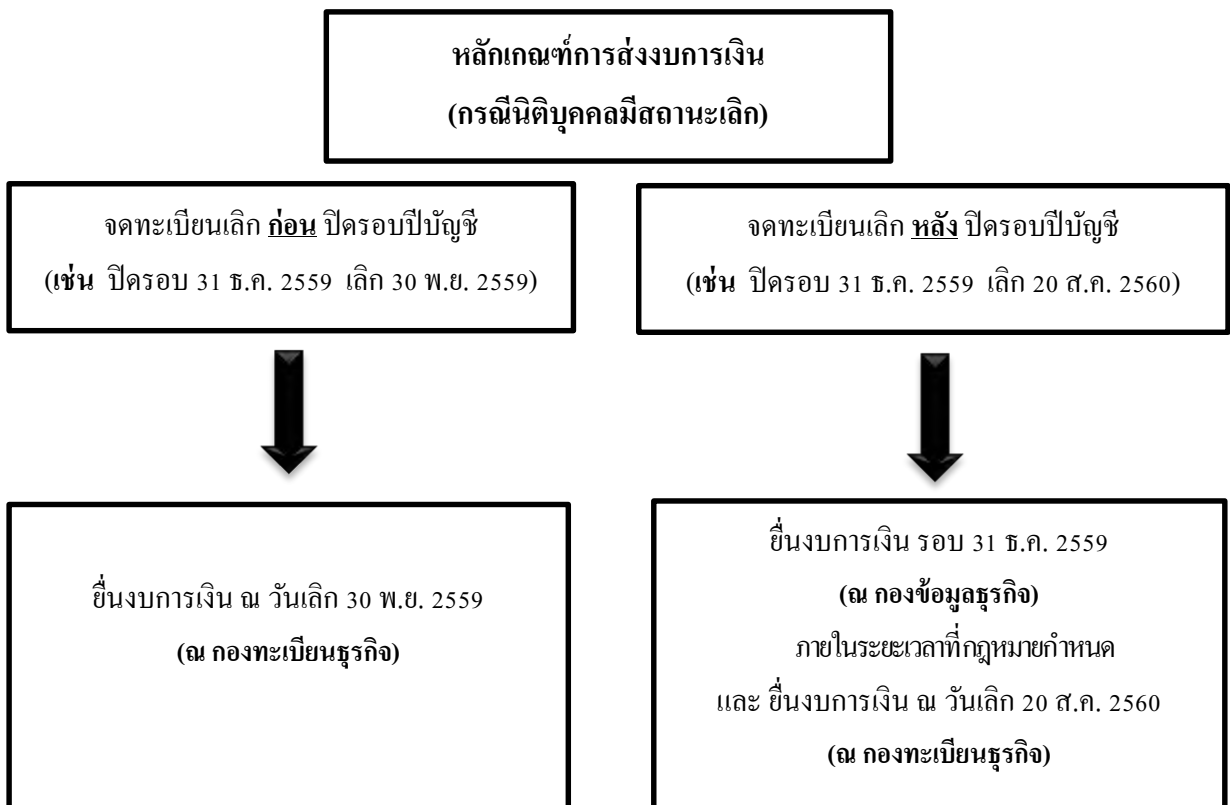 หลักเกณฑ์การส่งงบการเงิน
(กรณีนิติบุคคลมีสถานะเลิก)
จดทะเบียนเลิก ก่อน ปิดรอบปีบัญชี
(เช่น ปิดรอบ 31 ธ.ค. 2559 เลิก 30 พ.ย. 2559)
จดทะเบียนเลิก หลัง ปิดรอบปีบัญชี
(เช่น ปิดรอบ 31 ธ.ค. 2559 เลิก 20 ส.ค. 2560)
ยื่นงบการเงิน ณ วันเลิก 30 พ.ย. 2559
(ณ กองทะเบียนธุรกิจ)
ยื่นงบการเงิน รอบ 31 ธ.ค. 2559
(ณ กองข้อมูลธุรกิจ)
ภายในระยะเวลาที่กฎหมายกำหนด
และ ยื่นงบการเงิน ณ วันเลิก 20 ส.ค. 2560
(ณ กองทะเบียนธุรกิจ)